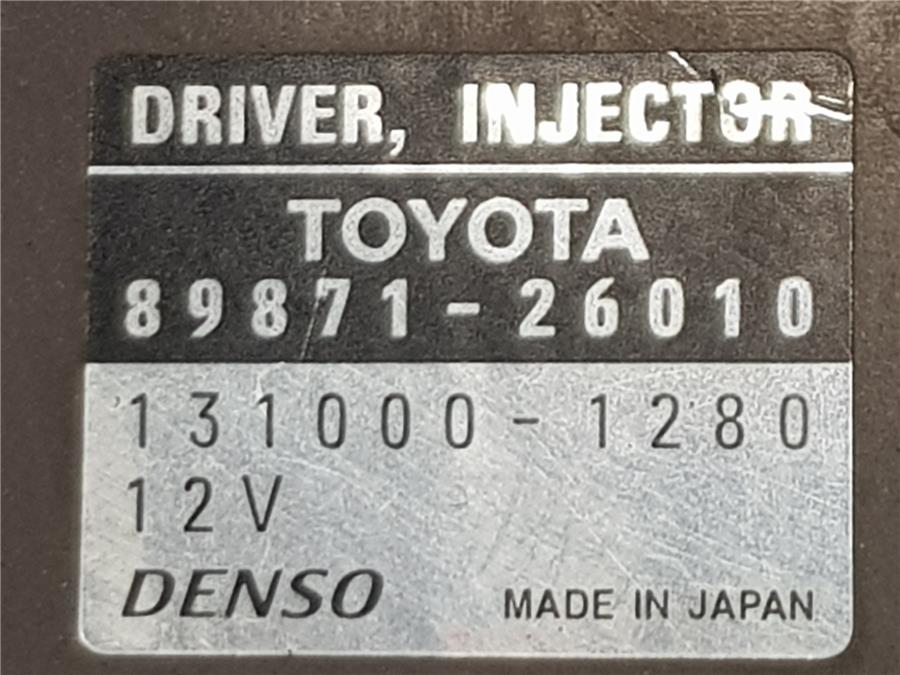 DRIVER, INJECTOR
TOYOTA
89871-26010
131000-1280
12V
DENSO MADE IN JAPAN